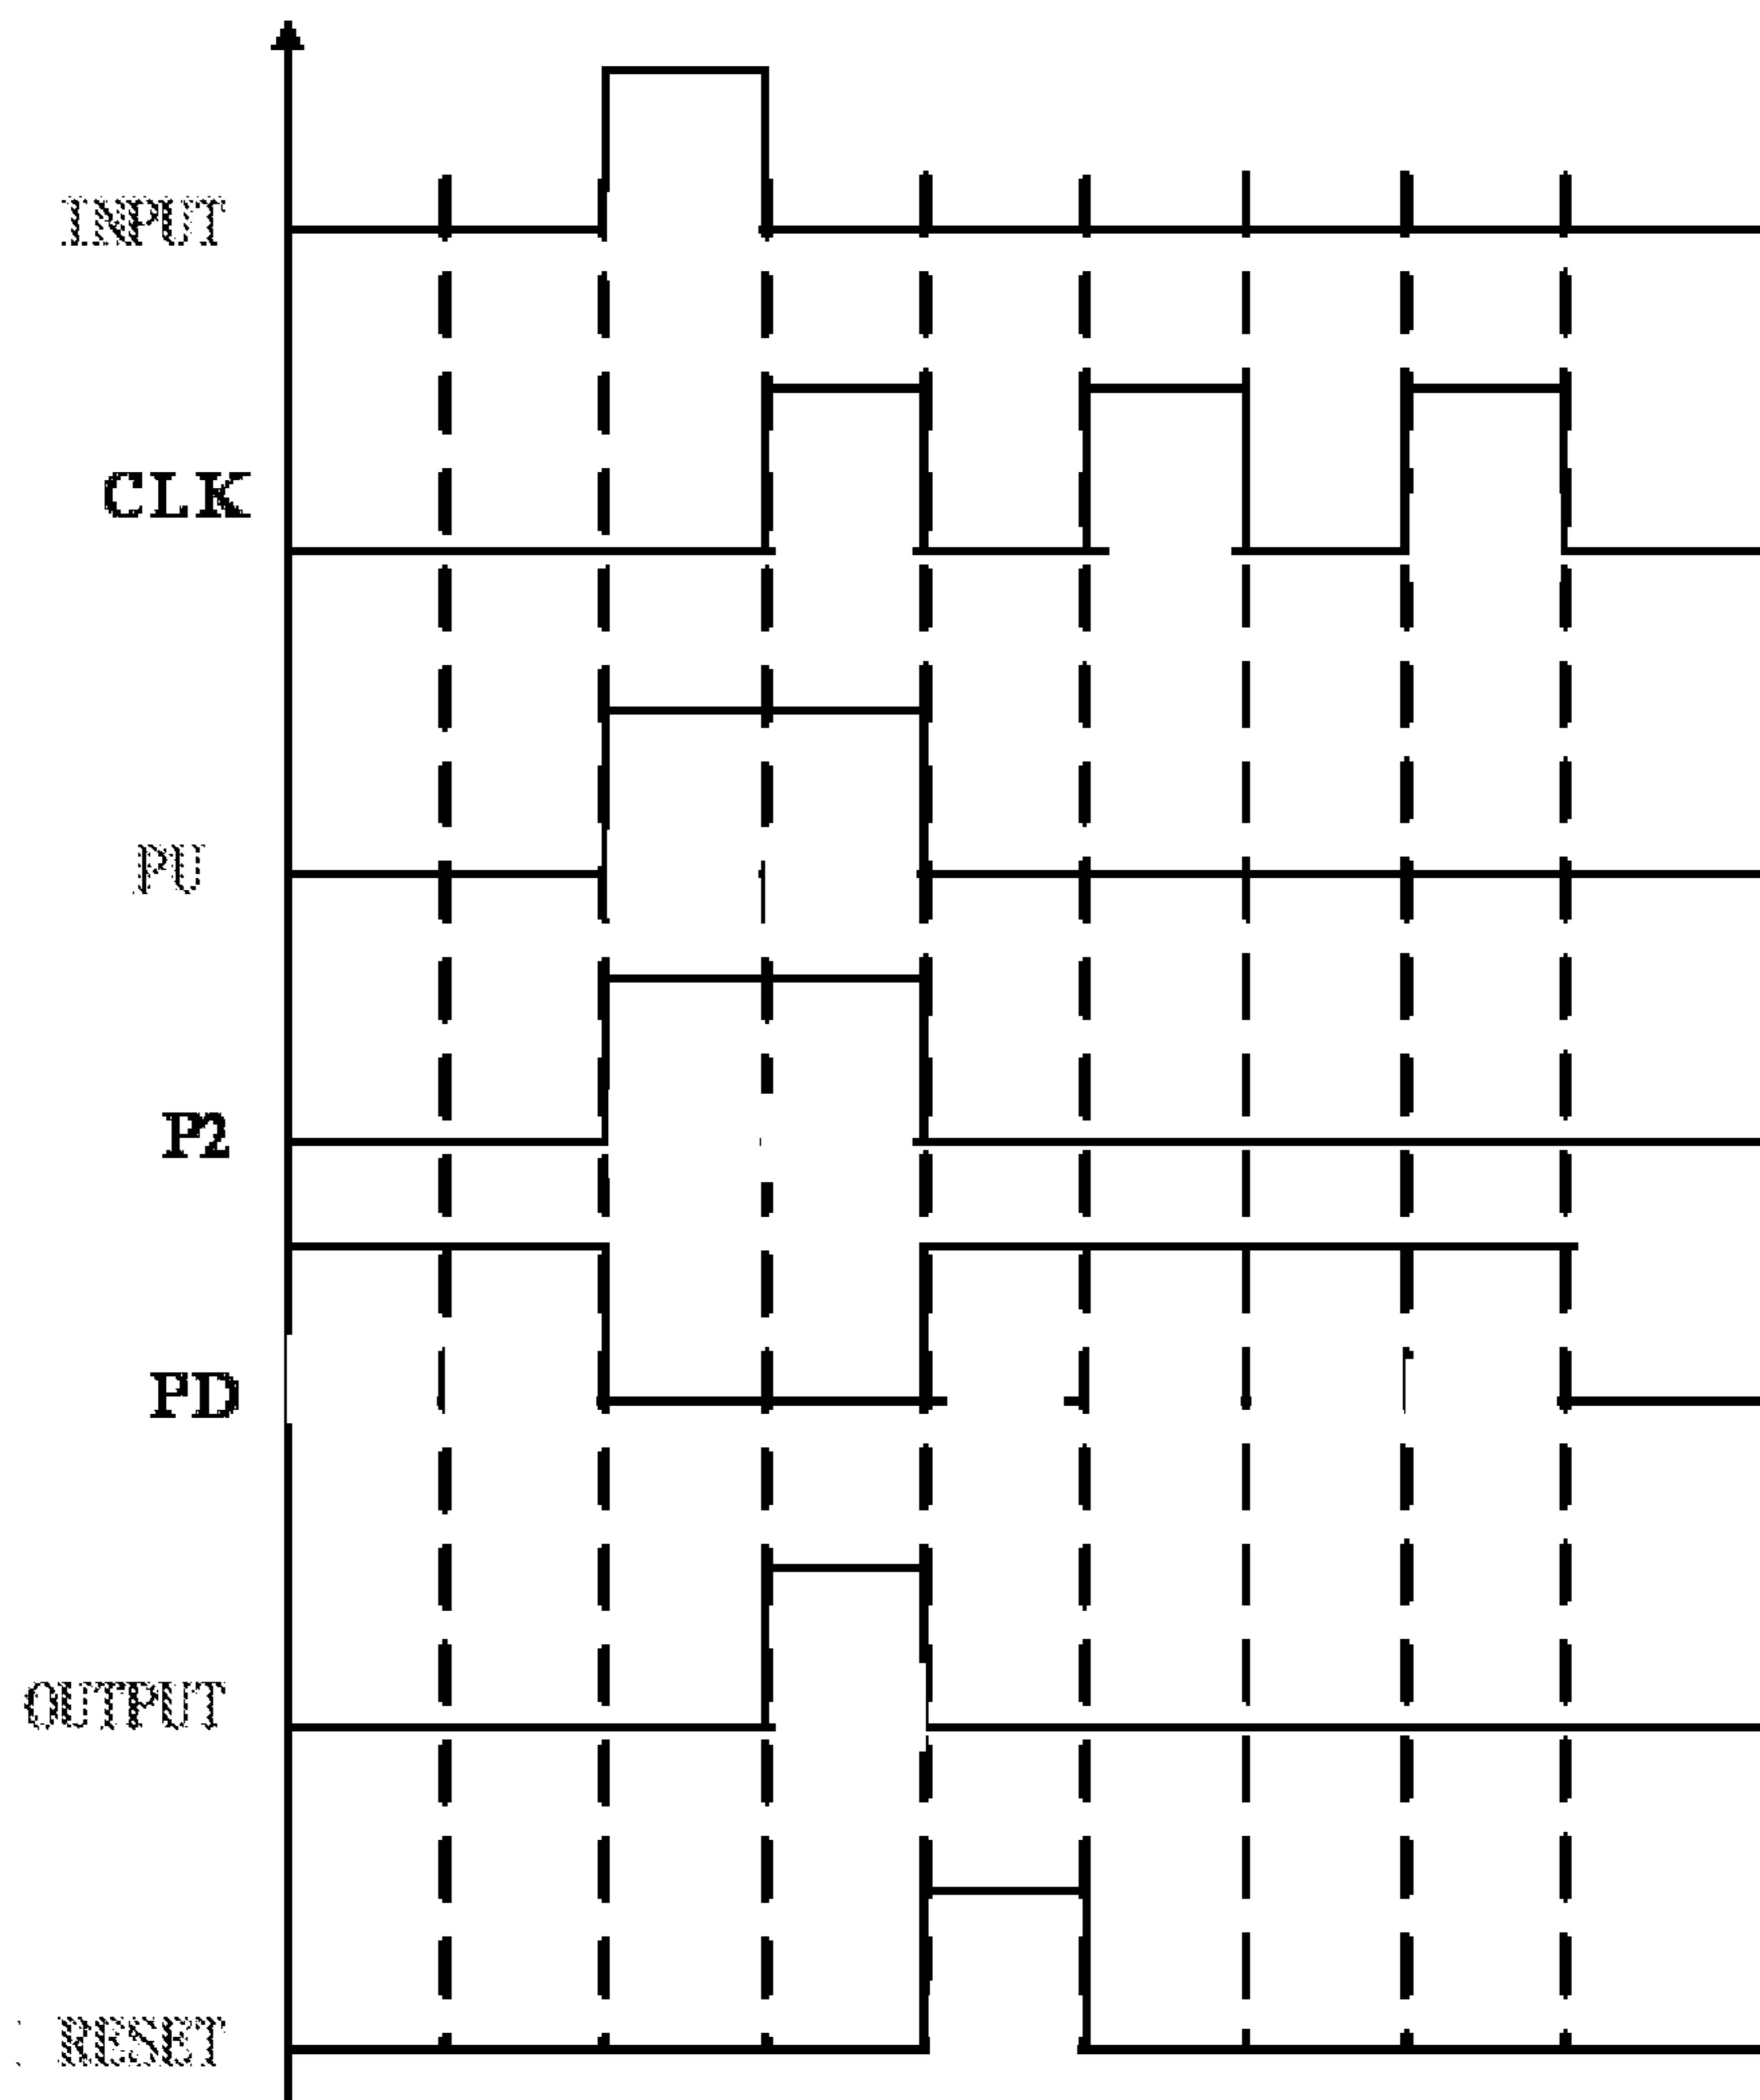 INPUT
CLK
PU
P2
PD
OUTPUT
RESET